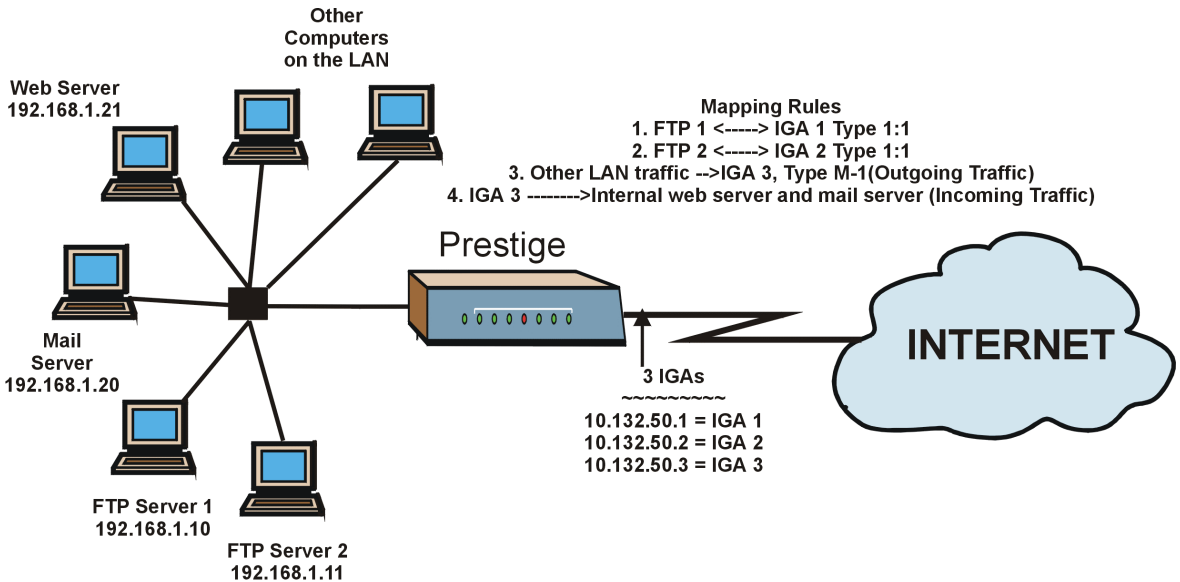 Other
Computers
on the LAN
Web Server
192.168.1.21
Mapping Rules
1. FTP 1 <-----> IGA 1 Type 1:1
2. FTP 2 <-----> IGA 2 Type 1:1
3. Other LAN traffic -->IGA 3, Type M-1(Outgoing Traffic)
4. IGA 3 -------->Internal web server and mail server (Incoming Traffic)
Prestige
INTERNET
Mail
Server
192.168.1.20
3 IGAs
~~~~~~~~~
10.132.50.1 = IGA 1
10.132.50.2 = IGA 2
10.132.50.3 = IGA 3
FTP Server 1
192.168.1.10
FTP Server 2
192.168.1.11